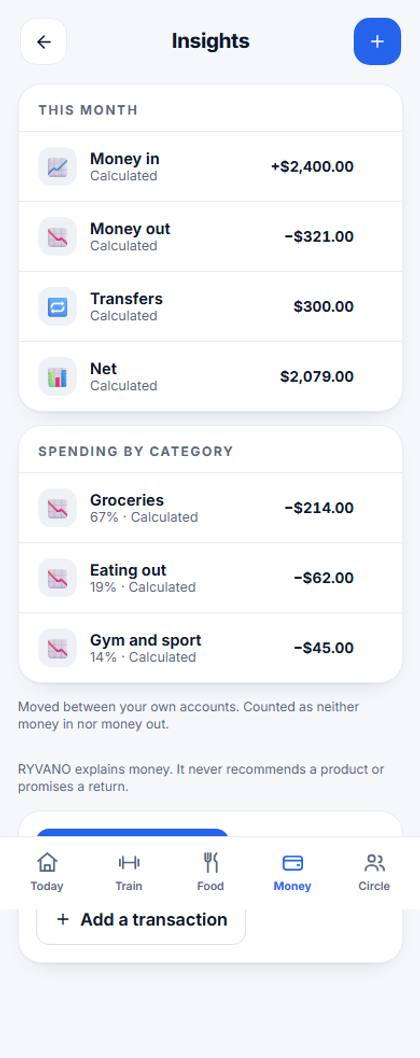 Insights
THIS MONTH
Money in
Calculated
+$2,400.00
Money out
Calculated
−$321.00
Transfers
Calculated
$300.00
Net
Calculated
$2,079.00
SPENDING BY CATEGORY
Groceries
67% · Calculated
−$214.00
Eating out
19% · Calculated
−$62.00
Gym and sport
14% · Calculated
−$45.00
Moved between your own accounts. Counted as neither
money in nor money out.
RYVANO explains money. It never recommends a product or
promises a return.
Today
Train
Food
Money
Circle
+ Add a transaction